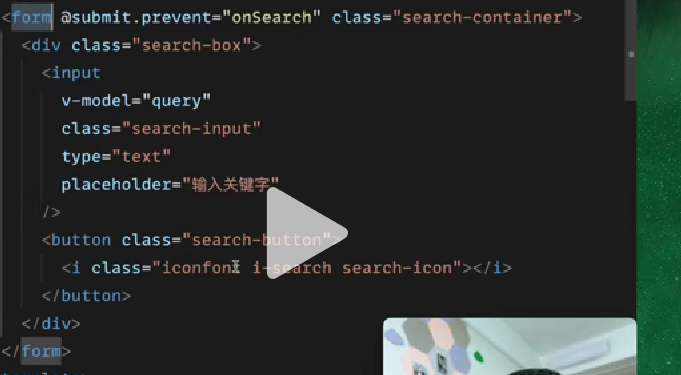 <form @submit.prevent="onSearch" class="search-container">
<div class="search-box">
<input
v-model="query"
class="search-input"
type="text"
placeholder="输入关键字"
/>
<button class="search-button">
<i class="iconfont i-search search-icon"></i>
</button>
</div>
</form>